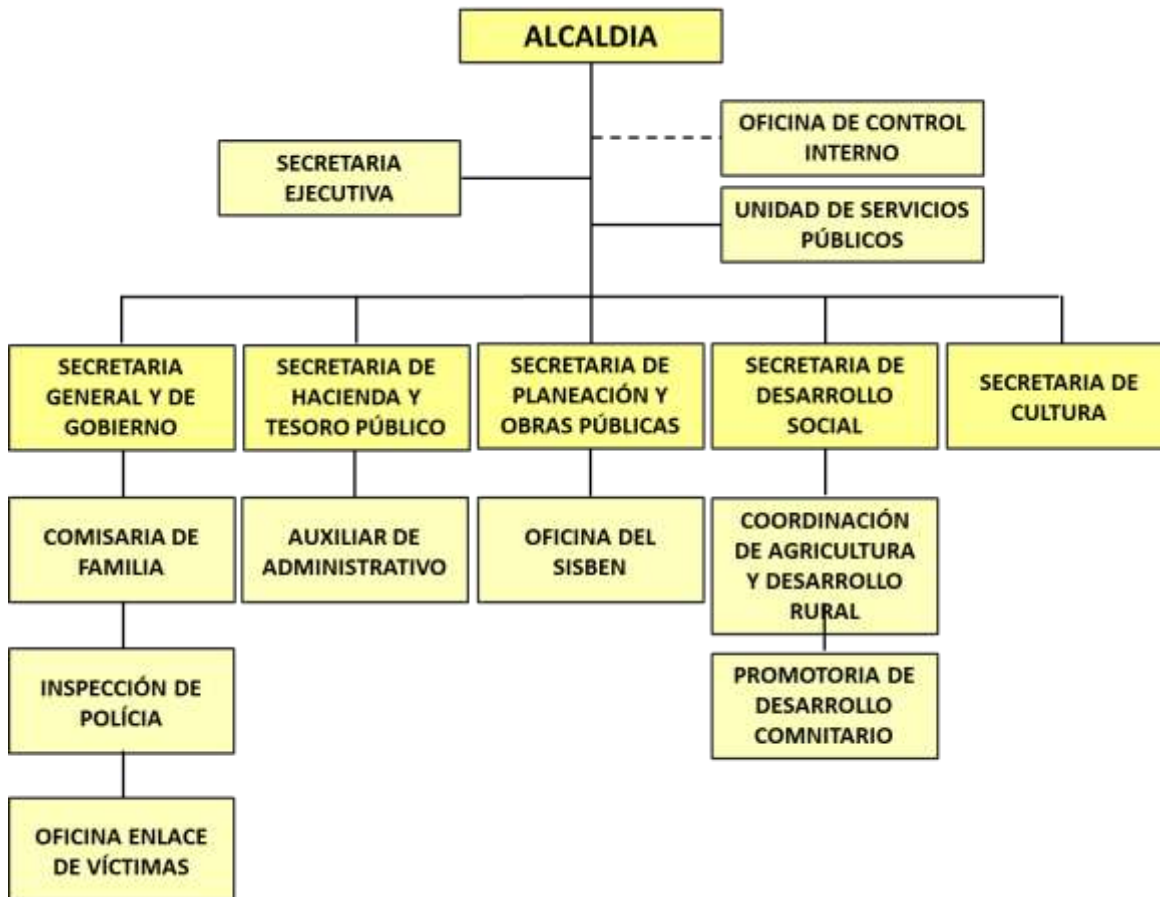 ALCALDIA
OFICINA DE CONTROL
INTERNO
SECRETARIA
EJECUTIVA
UNIDAD DE SERVICIOS
PÚBLICOS
SECRETARIA
GENERAL Y DE
GOBIERNO
SECRETARIA DE
HACIENDA Y
TESORO PÚBLICO
SECRETARIA DE
PLANEACIÓN Y
OBRAS PÚBLICAS
SECRETARIA DE
DESARROLLO
SOCIAL
SECRETARIA DE
CULTURA
COMISARIA DE
FAMILIA
AUXILIAR DE
ADMINISTRATIVO
OFICINA DEL
SISBEN
COORDINACIÓN
DE AGRICULTURA
Y DESARROLLO
RURAL
INSPECCIÓN DE
POLÍCIA
PROMOTORIA DE
DESARROLLO
COMNITARIO
OFICINA ENLACE
DE VÍCTIMAS